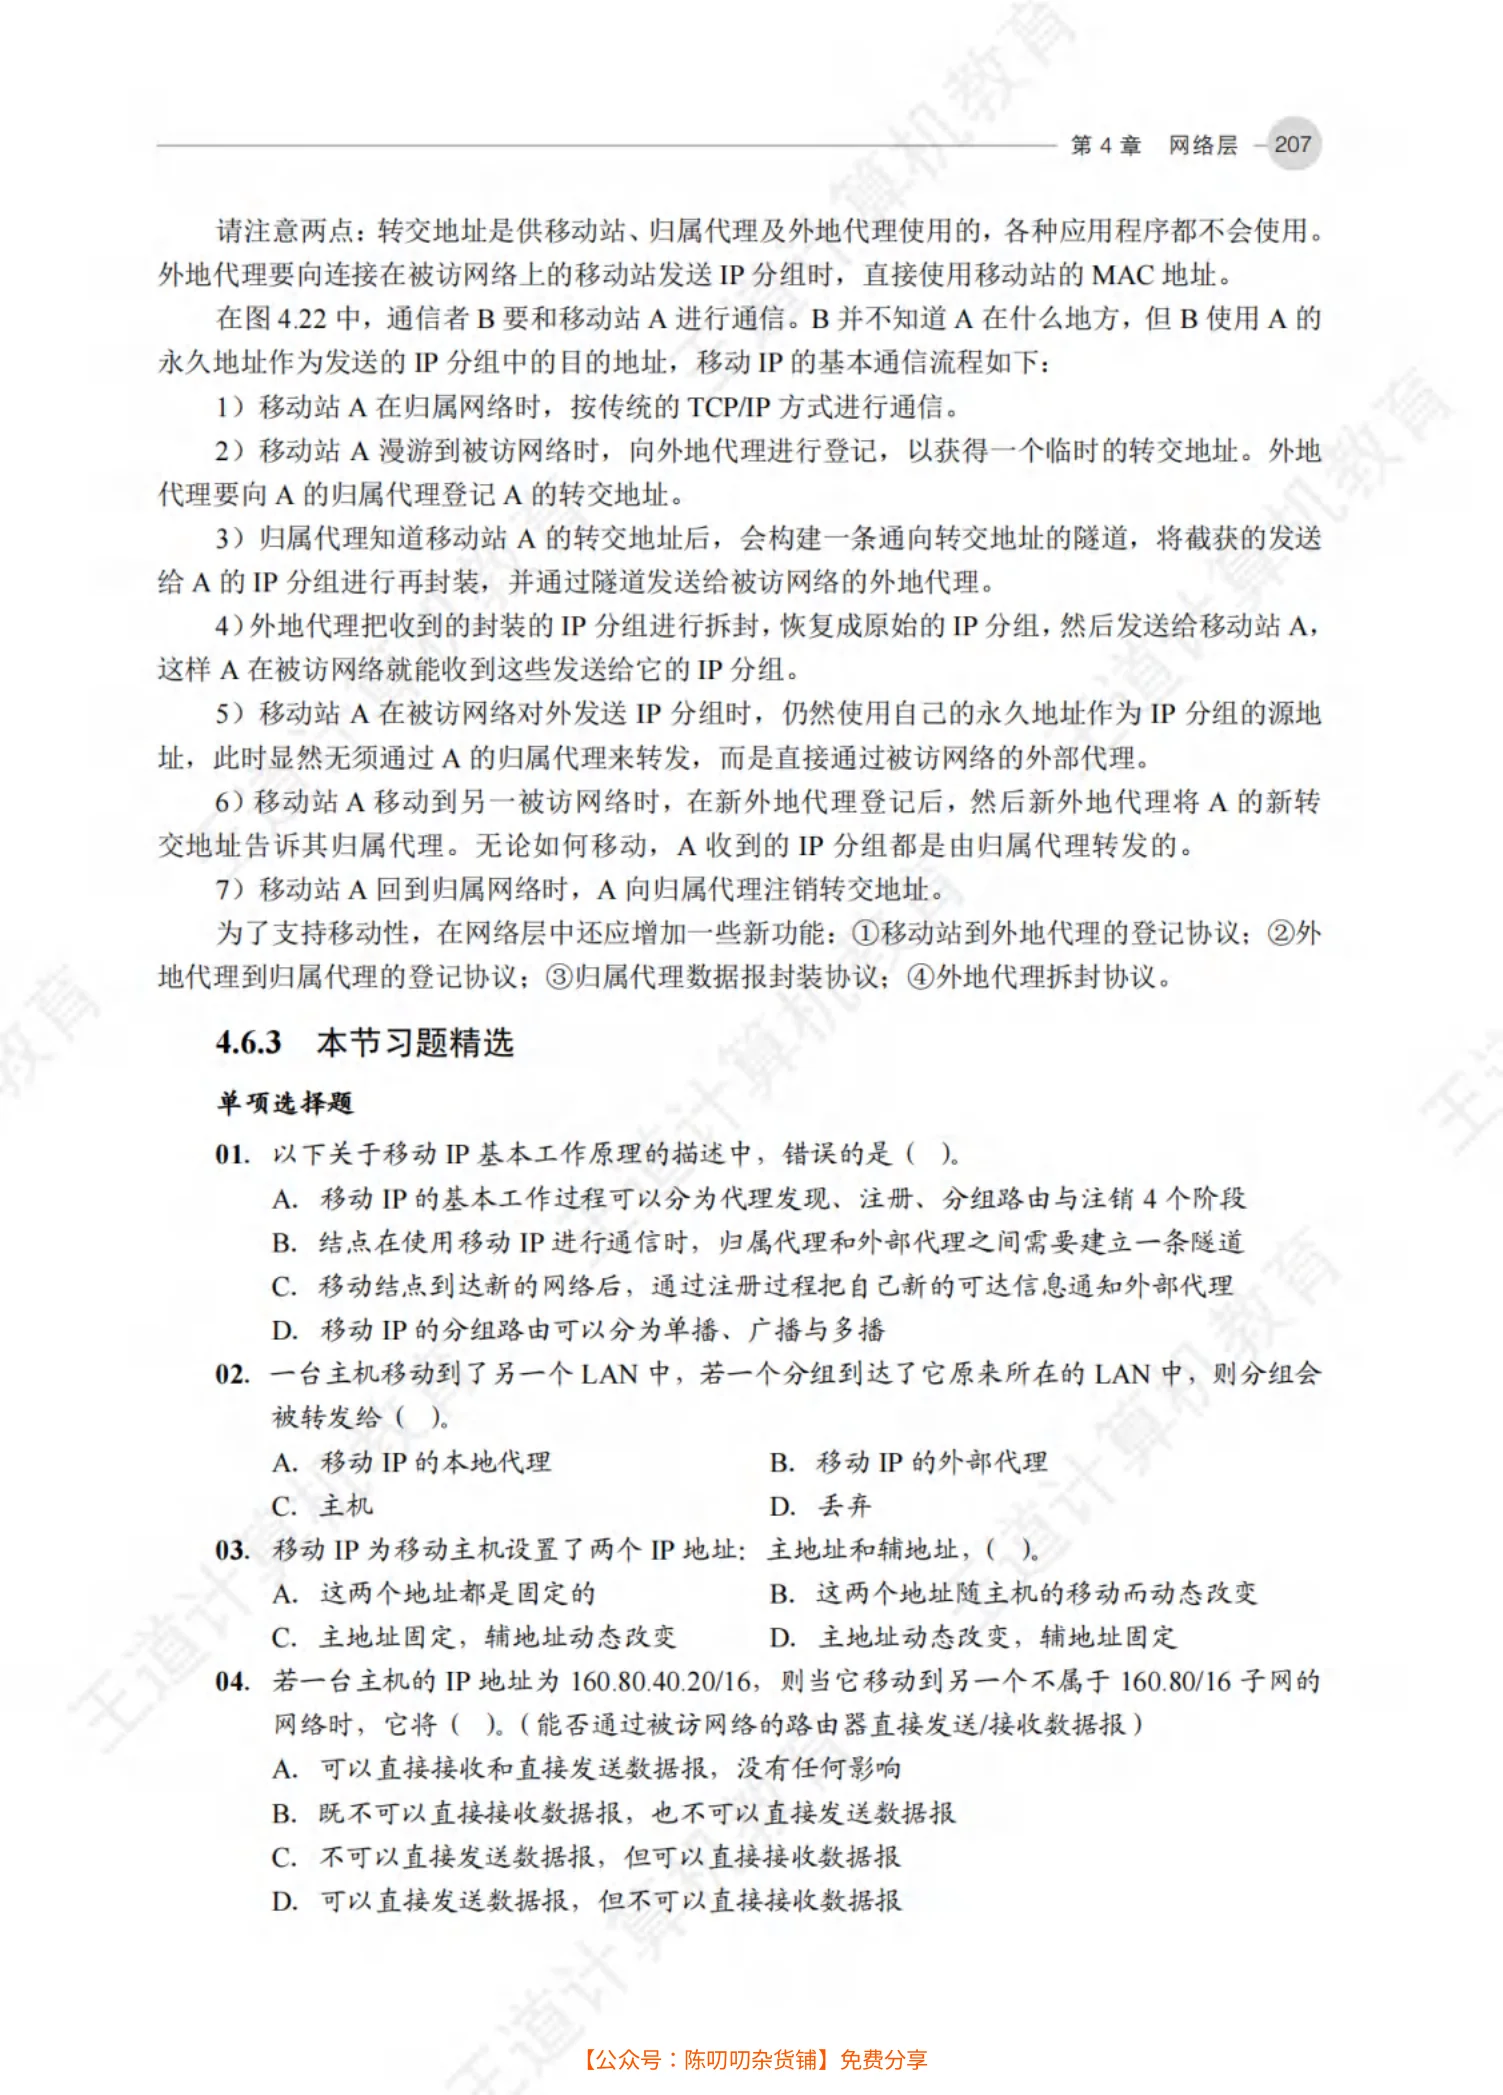 第 4 章 网络层 207
请注意两点：转交地址是供移动站、归属代理及外地代理使用的，各种应用程序都不会使用。
外地代理要向连接在被访网络上的移动站发送 IP 分组时，直接使用移动站的 MAC 地址。
在图 4.22 中，通信者 B 要和移动站 A 进行通信。B 并不知道 A 在什么地方，但 B 使用 A 的
永久地址作为发送的 IP 分组中的目的地址，移动 IP 的基本通信流程如下：
1）移动站 A 在归属网络时，按传统的 TCP/IP 方式进行通信。
2）移动站 A 漫游到被访网络时，向外地代理进行登记，以获得一个临时的转交地址。外地
代理要向 A 的归属代理登记 A 的转交地址。
3）归属代理知道移动站 A 的转交地址后，会构建一条通向转交地址的隧道，将截获的发送
给 A 的 IP 分组进行再封装，并通过隧道发送给被访网络的外地代理。
4）外地代理把收到的封装的 IP 分组进行拆封，恢复成原始的 IP 分组，然后发送给移动站 A，
这样 A 在被访网络就能收到这些发送给它的 IP 分组。
5）移动站 A 在被访网络对外发送 IP 分组时，仍然使用自己的永久地址作为 IP 分组的源地
址，此时显然无须通过 A 的归属代理来转发，而是直接通过被访网络的外部代理。
6）移动站 A 移动到另一被访网络时，在新外地代理登记后，然后新外地代理将 A 的新转
交地址告诉其归属代理。无论如何移动，A 收到的 IP 分组都是由归属代理转发的。
7）移动站 A 回到归属网络时，A 向归属代理注销转交地址。
为了支持移动性，在网络层中还应增加一些新功能：①移动站到外地代理的登记协议；②外
地代理到归属代理的登记协议；③归属代理数据报封装协议；④外地代理拆封协议。
4.6.3 本节习题精选
单项选择题
01. 以下关于移动 IP 基本工作原理的描述中，错误的是（ ）。
A. 移动 IP 的基本工作过程可以分为代理发现、注册、分组路由与注销 4 个阶段
B. 结点在使用移动 IP 进行通信时，归属代理和外部代理之间需要建立一条隧道
C. 移动结点到达新的网络后，通过注册过程把自己新的可达信息通知外部代理
D. 移动 IP 的分组路由可以分为单播、广播与多播
02. 一台主机移动到了另一个 LAN 中，若一个分组到达了它原来所在的 LAN 中，则分组会
被转发给（ ）。
A. 移动 IP 的本地代理 B. 移动 IP 的外部代理
C. 主机 D. 丢弃
03. 移动 IP 为移动主机设置了两个 IP 地址：主地址和辅地址，（ ）。
A. 这两个地址都是固定的 B. 这两个地址随主机的移动而动态改变
C. 主地址固定，辅地址动态改变 D. 主地址动态改变，辅地址固定
04. 若一台主机的 IP 地址为 160.80.40.20/16，则当它移动到另一个不属于 160.80/16 子网的
网络时，它将（ ）。（能否通过被访网络的路由器直接发送/接收数据报）
A. 可以直接接收和直接发送数据报，没有任何影响
B. 既不可以直接接收数据报，也不可以直接发送数据报
C. 不可以直接发送数据报，但可以直接接收数据报
D. 可以直接发送数据报，但不可以直接接收数据报
【公众号：陈叨叨杂货铺】免费分享
王道计算机教育